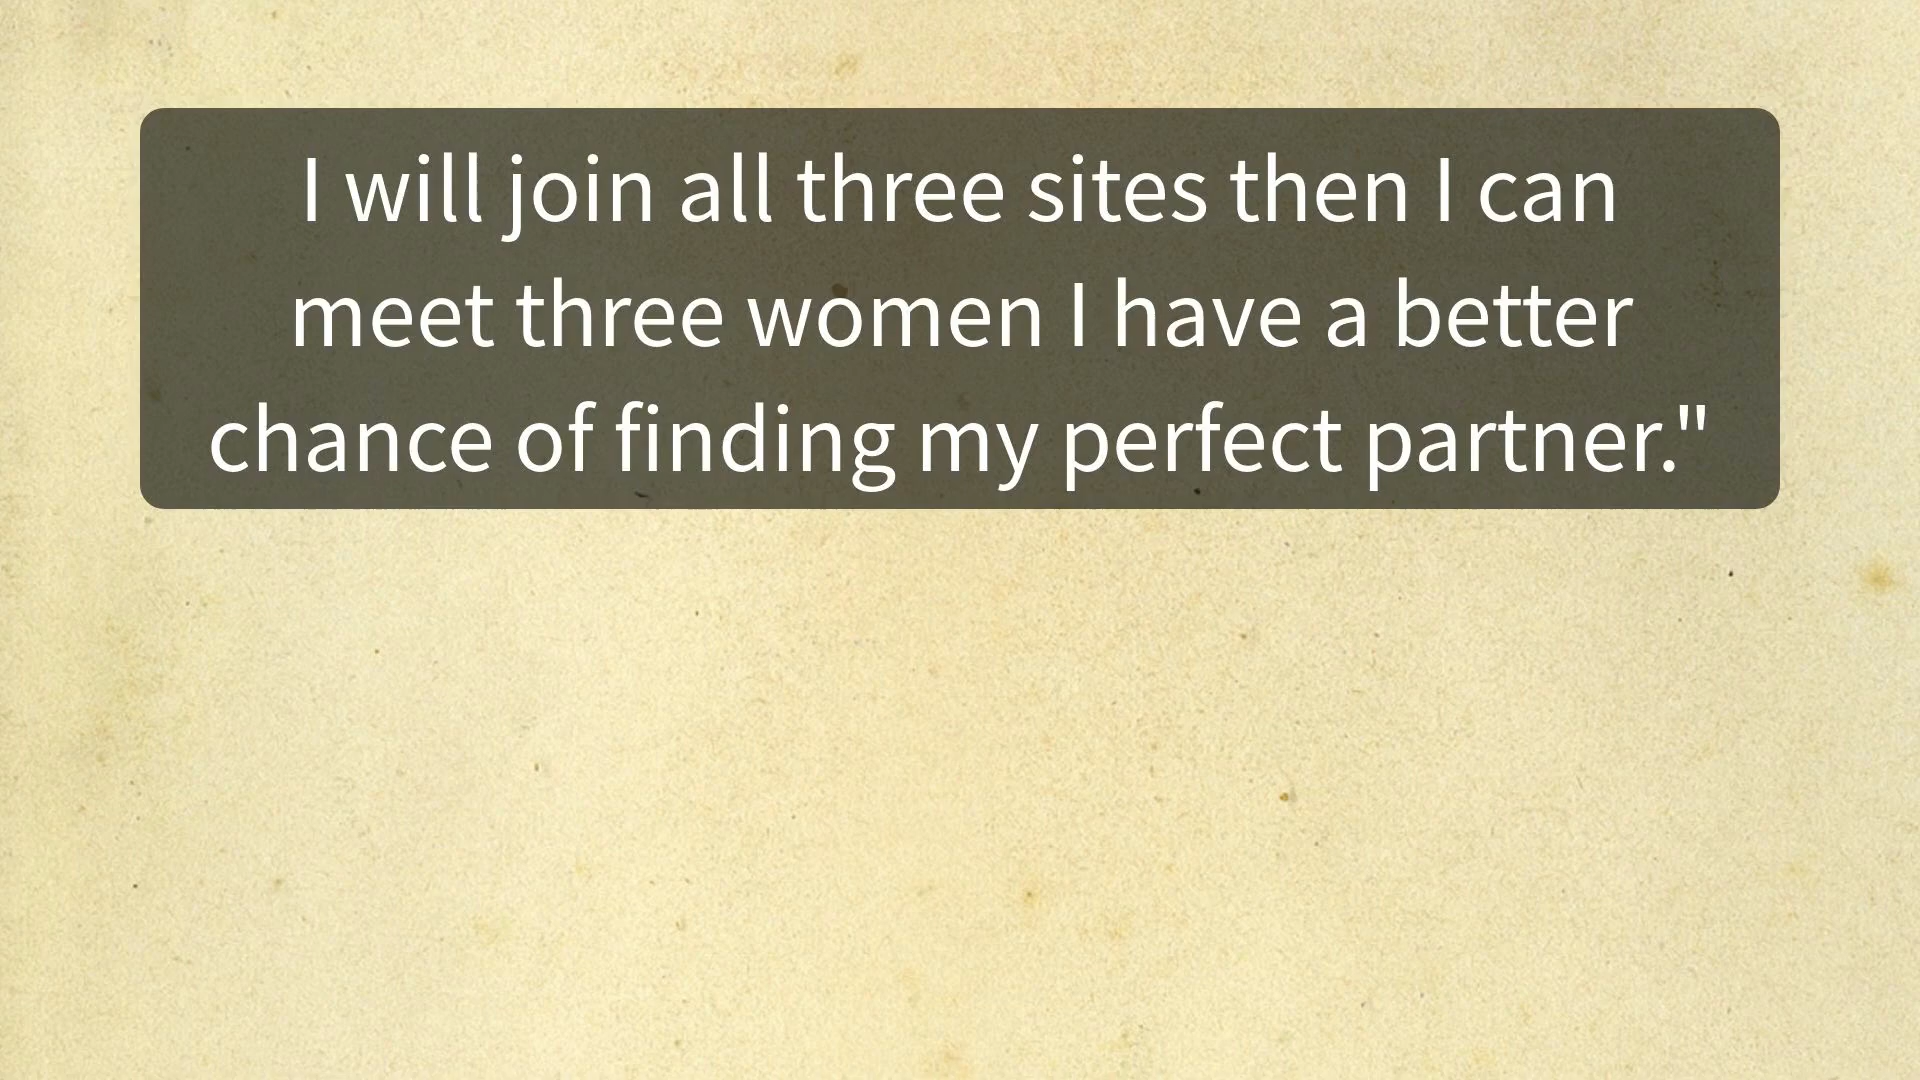 I will join all three sites then I can
meet three women I have a better
chance of finding my perfect partner."